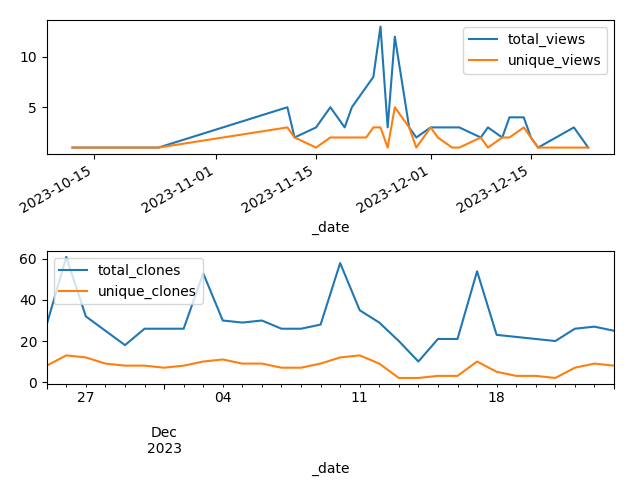 10
5
total_views
unique_views
2023-10-15
2023-11-01
2023-11-15
2023-12-01
2023-12-15
_date
60
40
20
0
total_clones
unique_clones
27
04
11
18
Dec
2023
_date